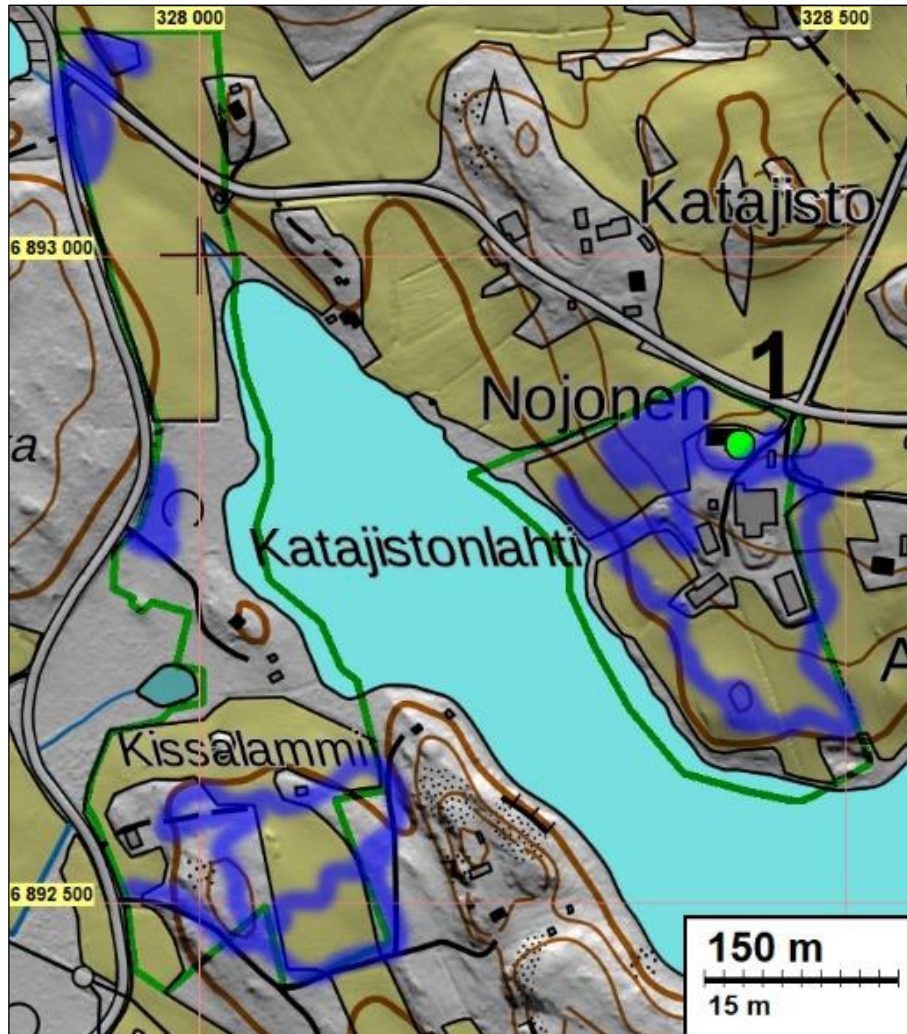 328 000
328 500
Katajisto
6 893 000
1
Nojonen
a
Katajistonlahti
A
Kissalammi
6 892 500
150 m
15 m